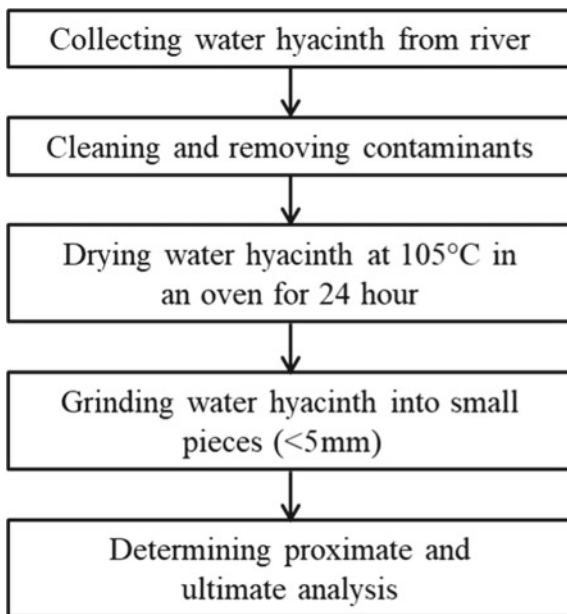 Collecting water hyacinth from river
Cleaning and removing contaminants
Drying water hyacinth at 105°C in
an oven for 24 hour
Grinding water hyacinth into small
pieces (<5mm)
Determining proximate and
ultimate analysis